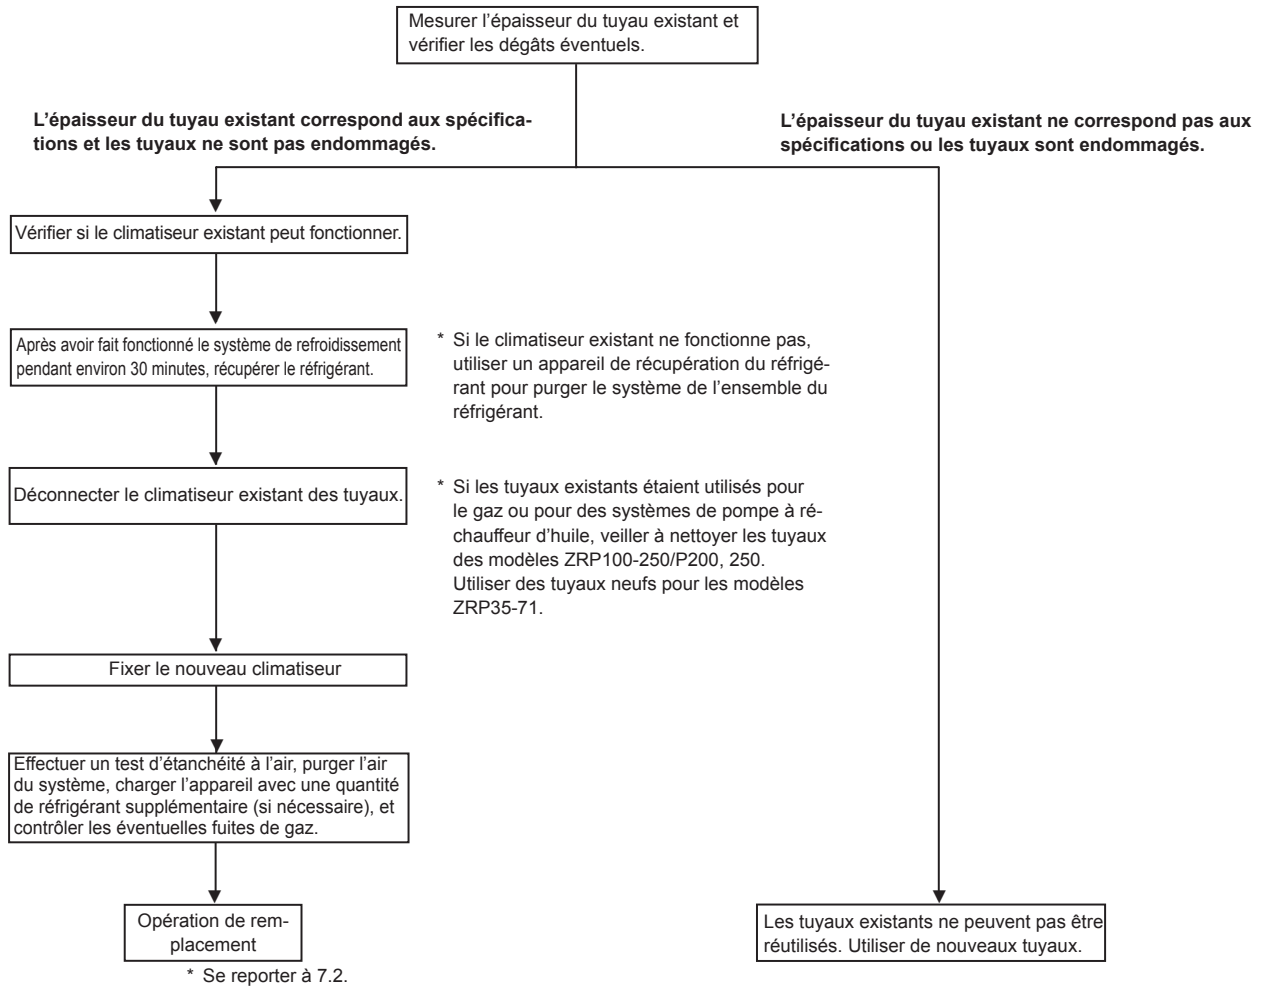 Mesurer l’épaisseur du tuyau existant et
vérifier les dégâts éventuels.
L’épaisseur du tuyau existant correspond aux spécifica-
tions et les tuyaux ne sont pas endommagés.
L’épaisseur du tuyau existant ne correspond pas aux
spécifications ou les tuyaux sont endommagés.
Vérifier si le climatiseur existant peut fonctionner.
Après avoir fait fonctionné le système de refroidissement
pendant environ 30 minutes, récupérer le réfrigérant.
* Si le climatiseur existant ne fonctionne pas,
utiliser un appareil de récupération du réfrigé-
rant pour purger le système de l’ensemble du
réfrigérant.
Déconnecter le climatiseur existant des tuyaux.
* Si les tuyaux existants étaient utilisés pour
le gaz ou pour des systèmes de pompe à ré-
chauffeur d’huile, veiller à nettoyer les tuyaux
des modèles ZRP100-250/P200, 250.
Utiliser des tuyaux neufs pour les modèles
ZRP35-71.
Fixer le nouveau climatiseur
Effectuer un test d’étanchéité à l’air, purger l’air
du système, charger l’appareil avec une quantité
de réfrigérant supplémentaire (si nécessaire), et
contrôler les éventuelles fuites de gaz.
Opération de rem-
placement
* Se reporter à 7.2.
Les tuyaux existants ne peuvent pas être
réutilisés. Utiliser de nouveaux tuyaux.